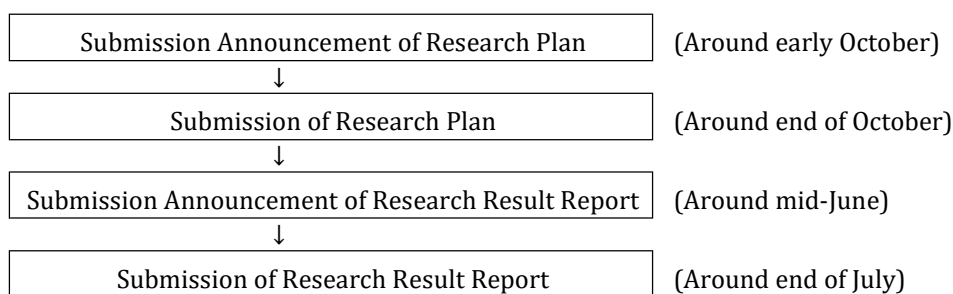 Submission Announcement of Research Plan (Around early October)
↓
Submission of Research Plan (Around end of October)
↓
Submission Announcement of Research Result Report (Around mid-June)
↓
Submission of Research Result Report (Around end of July)